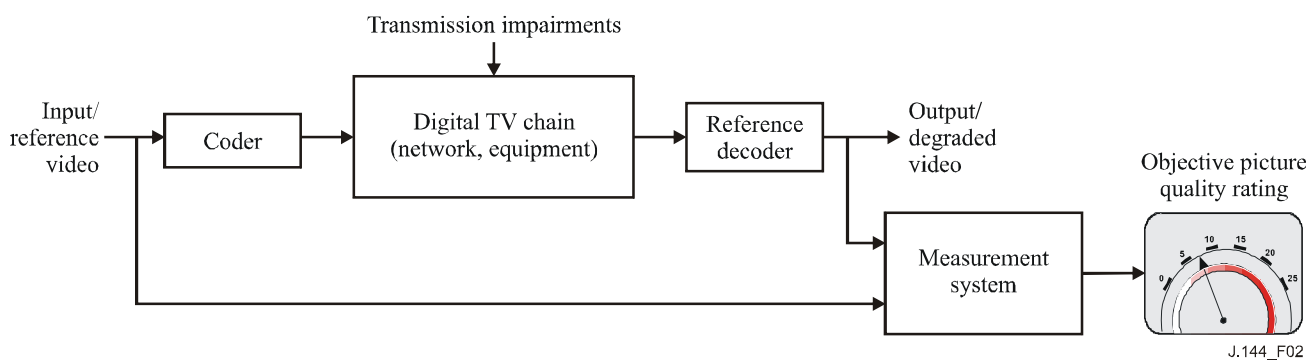 Transmission impairments
Input/
reference
video
Coder
Digital TV chain
(network, equipment)
Reference
decoder
Output/
degraded
video
Objective picture
quality rating
Measurement
system
0
5
10
15
20
25
J.144_F02